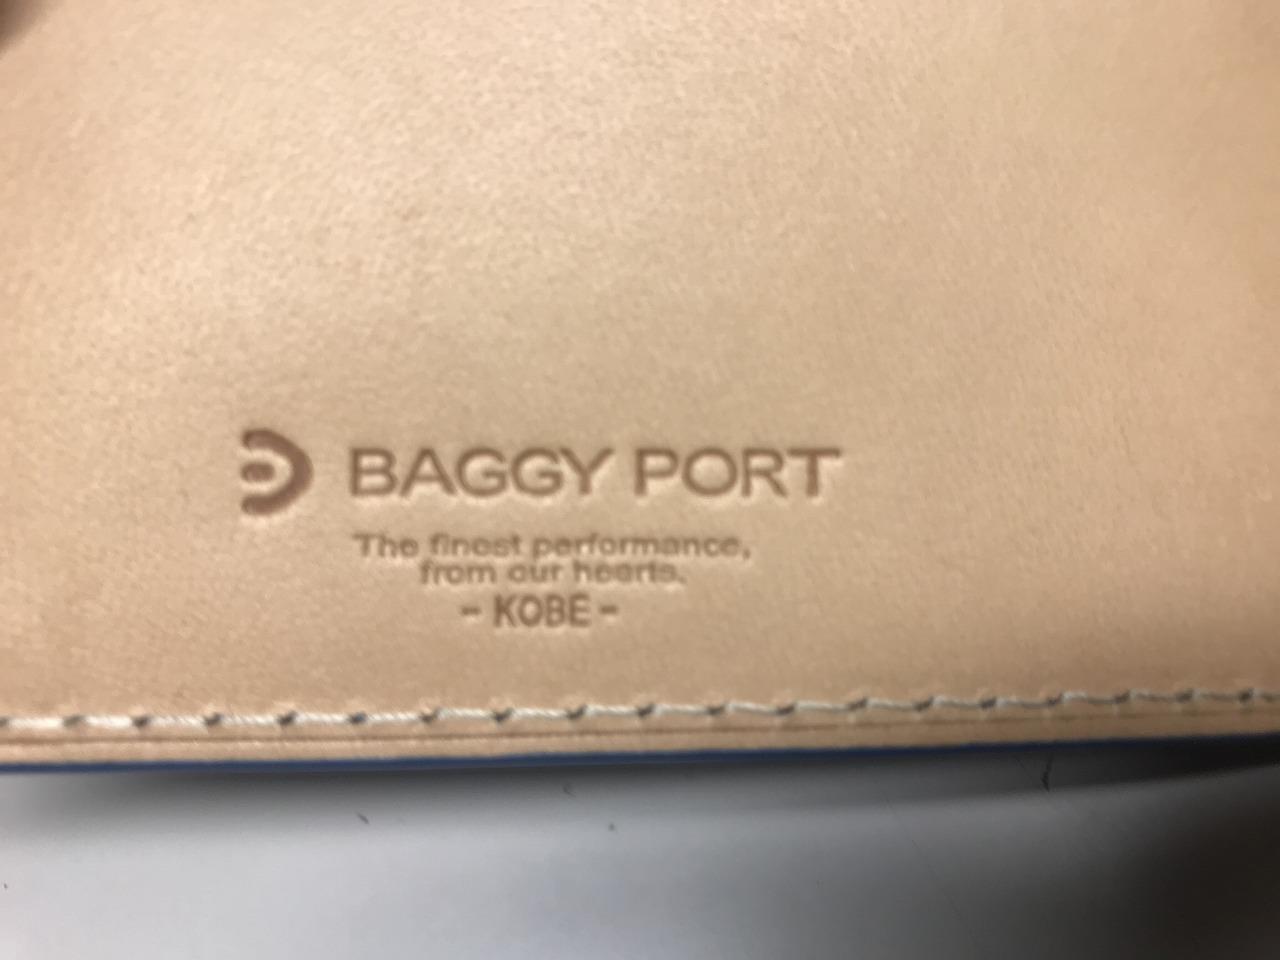 BAGGY PORT
The finest performance,
from our hearts.
- KOBE -